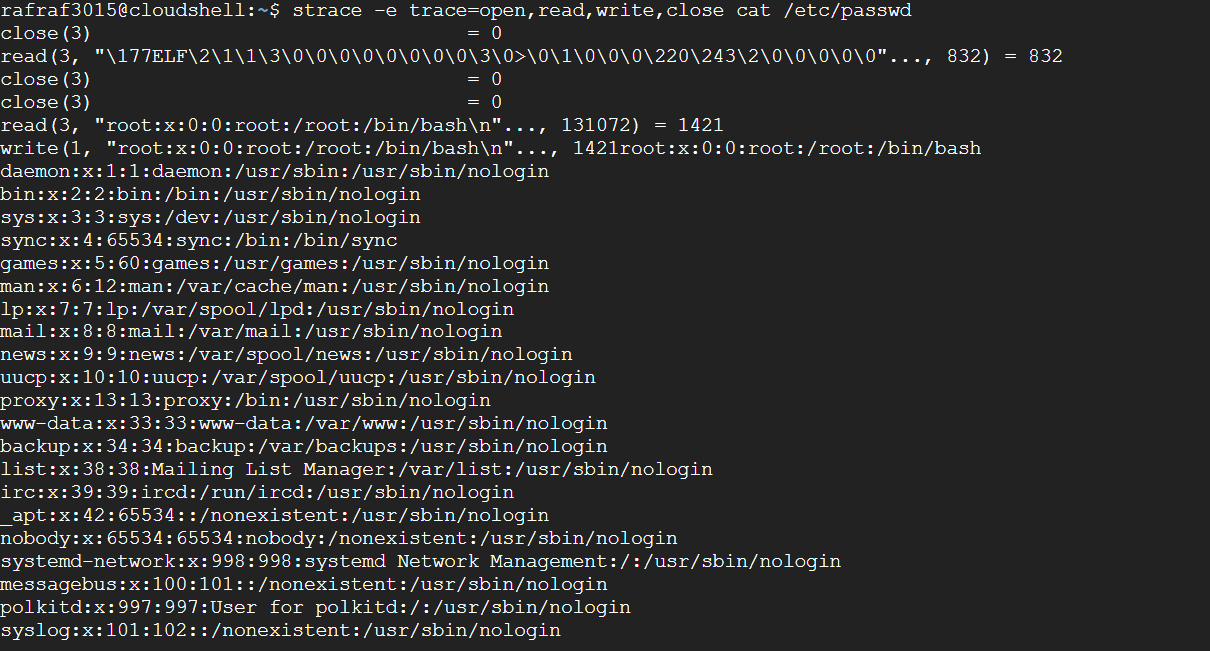 rafraf3015@cloudshell:~$ strace -e trace=open,read,write,close cat /etc/passwd
close(3)                                = 0
read(3, "\177ELF\2\1\1\3\0\0\0\0\0\0\0\0\3\0>\0\1\0\0\0\220\243\2\0\0\0\0\0"..., 832) = 832
close(3)                                = 0
close(3)                                = 0
read(3, "root:x:0:0:root:/root:/bin/bash\n"..., 131072) = 1421
write(1, "root:x:0:0:root:/root:/bin/bash\n"..., 1421root:x:0:0:root:/root:/bin/bash
daemon:x:1:1:daemon:/usr/sbin:/usr/sbin/nologin
bin:x:2:2:bin:/bin:/usr/sbin/nologin
sys:x:3:3:sys:/dev:/usr/sbin/nologin
sync:x:4:65534:sync:/bin:/bin/sync
games:x:5:60:games:/usr/games:/usr/sbin/nologin
man:x:6:12:man:/var/cache/man:/usr/sbin/nologin
lp:x:7:7:lp:/var/spool/lpd:/usr/sbin/nologin
mail:x:8:8:mail:/var/mail:/usr/sbin/nologin
news:x:9:9:news:/var/spool/news:/usr/sbin/nologin
uucp:x:10:10:uucp:/var/spool/uucp:/usr/sbin/nologin
proxy:x:13:13:proxy:/bin:/usr/sbin/nologin
www-data:x:33:33:www-data:/var/www:/usr/sbin/nologin
backup:x:34:34:backup:/var/backups:/usr/sbin/nologin
list:x:38:38:Mailing List Manager:/var/list:/usr/sbin/nologin
irc:x:39:39:ircd:/run/ircd:/usr/sbin/nologin
_apt:x:42:65534::/nonexistent:/usr/sbin/nologin
nobody:x:65534:65534:nobody:/nonexistent:/usr/sbin/nologin
systemd-network:x:998:998:systemd Network Management:/:/usr/sbin/nologin
messagebus:x:100:101::/nonexistent:/usr/sbin/nologin
polkitd:x:997:997:User for polkitd:/:/usr/sbin/nologin
syslog:x:101:102::/nonexistent:/usr/sbin/nologin